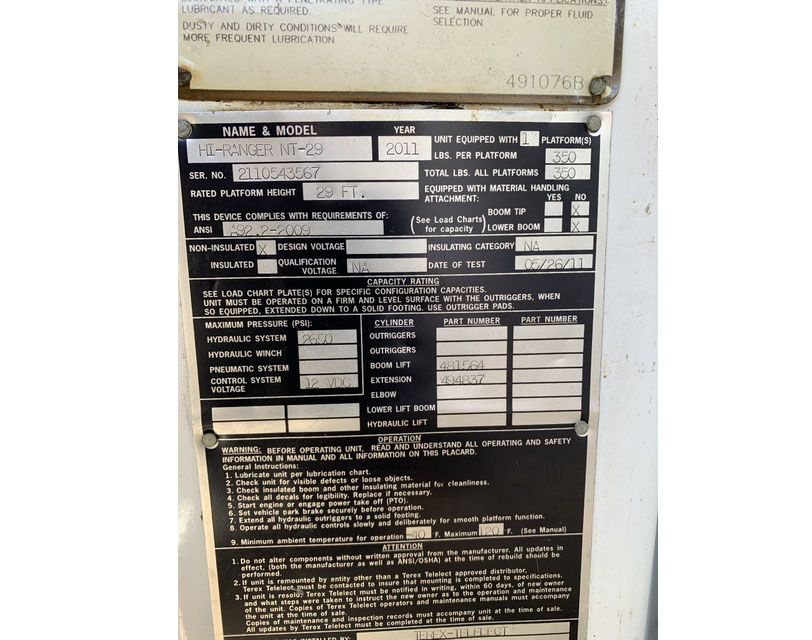 LUBRICANT AS REQUIRED.
DUSTY AND DIRTY CONDITIONS WILL REQUIRE
MORE FREQUENT LUBRICATION.
SEE MANUAL FOR PROPER FLUID
SELECTION
491076B
NAME & MODEL
HI-RANGER NT-29
YEAR
2011
UNIT EQUIPPED WITH 1 PLATFORM(S)
LBS. PER PLATFORM 350
SER. NO. 2110543567
TOTAL LBS. ALL PLATFORMS 350
RATED PLATFORM HEIGHT 29 FT.
EQUIPPED WITH MATERIAL HANDLING
ATTACHMENT: YES NO
BOOM TIP X
(See Load Charts for capacity)
LOWER BOOM X
THIS DEVICE COMPLIES WITH REQUIREMENTS OF:
ANSI A92.2-2009
NON-INSULATED X DESIGN VOLTAGE INSULATING CATEGORY NA
INSULATED QUALIFICATION VOLTAGE NA DATE OF TEST 05/26/11
CAPACITY RATING
SEE LOAD CHART PLATE(S) FOR SPECIFIC CONFIGURATION CAPACITIES.
UNIT MUST BE OPERATED ON A FIRM AND LEVEL SURFACE WITH THE OUTRIGGERS, WHEN
SO EQUIPPED, EXTENDED DOWN TO A SOLID FOOTING. USE OUTRIGGER PADS.
MAXIMUM PRESSURE (PSI):
HYDRAULIC SYSTEM 2650
HYDRAULIC WINCH
PNEUMATIC SYSTEM
CONTROL SYSTEM
VOLTAGE 12 VDC
CYLINDER PART NUMBER PART NUMBER
OUTRIGGERS
OUTRIGGERS
BOOM LIFT 481564
EXTENSION 494837
ELBOW
LOWER LIFT BOOM
HYDRAULIC LIFT
OPERATION
WARNING: BEFORE OPERATING UNIT, READ AND UNDERSTAND ALL OPERATING AND SAFETY
INFORMATION IN MANUAL AND ALL INFORMATION ON THIS PLACARD.
General Instructions:
1. Lubricate unit per lubrication chart.
2. Check unit for visible defects or loose objects.
3. Check insulated boom and other insulating material for cleanliness.
4. Check all decals for legibility. Replace if necessary.
5. Start engine or engage power take off (PTO).
6. Set vehicle park brake securely before operating.
7. Extend all hydraulic outriggers to a solid footing.
8. Operate all hydraulic controls slowly and deliberately for smooth platform function.
9. Minimum ambient temperature for operation -40 F. Maximum 120 F. (See Manual)
ATTENTION
1. Do not alter components without written approval from the manufacturer. All updates in
effect, (both the manufacturer as well as ANSI/OSHA) at the time of rebuild should be
performed.
2. If unit is remounted by entity other than a Terex Telelect approved distributor,
Terex Telelect must be contacted to insure that mounting is completed to specifications.
3. If unit is resold, Terex Telelect must be notified in writing, within 60 days, of new owner
and what steps were taken to instruct the new owner as to the operation and maintenance
of the unit. Copies of Terex Telelect operators and maintenance manuals must accompany
the unit at the time of sale.
Copies of maintenance and inspection records must accompany unit at the time of sale.
All updates by Terex Telelect must be completed at the time of sale.
INSTALLED BY: TEREX-TELELECT